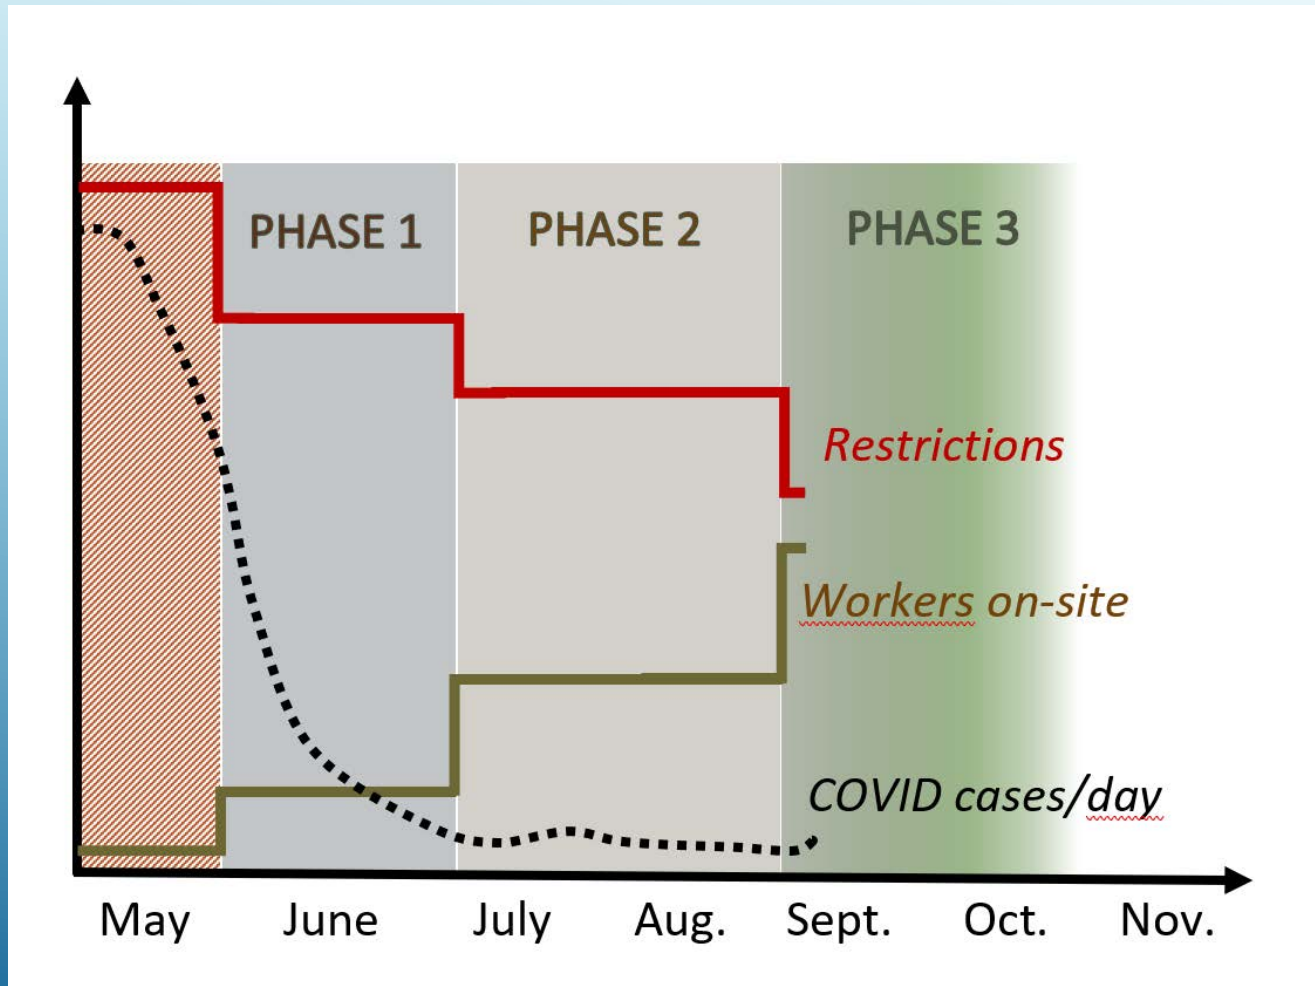 PHASE 1
PHASE 2
PHASE 3
Restrictions
Workers on-site
COVID cases/day
May
June
July
Aug.
Sept.
Oct.
Nov.